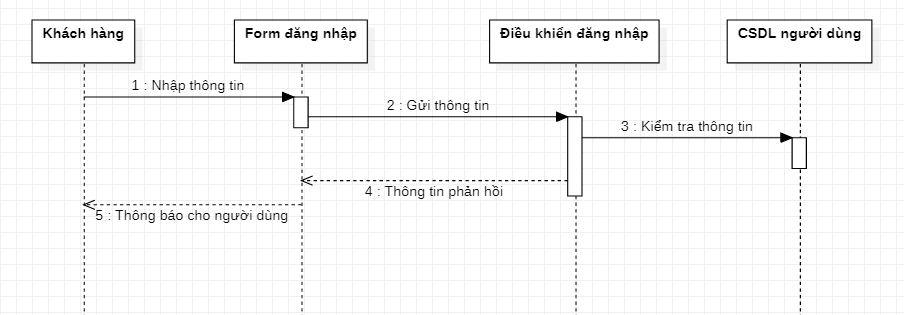 Khách hàng
Form đăng nhập
Điều khiển đăng nhập
CSDL người dùng
1 : Nhập thông tin
2 : Gửi thông tin
3 : Kiểm tra thông tin
4 : Thông tin phản hồi
5 : Thông báo cho người dùng